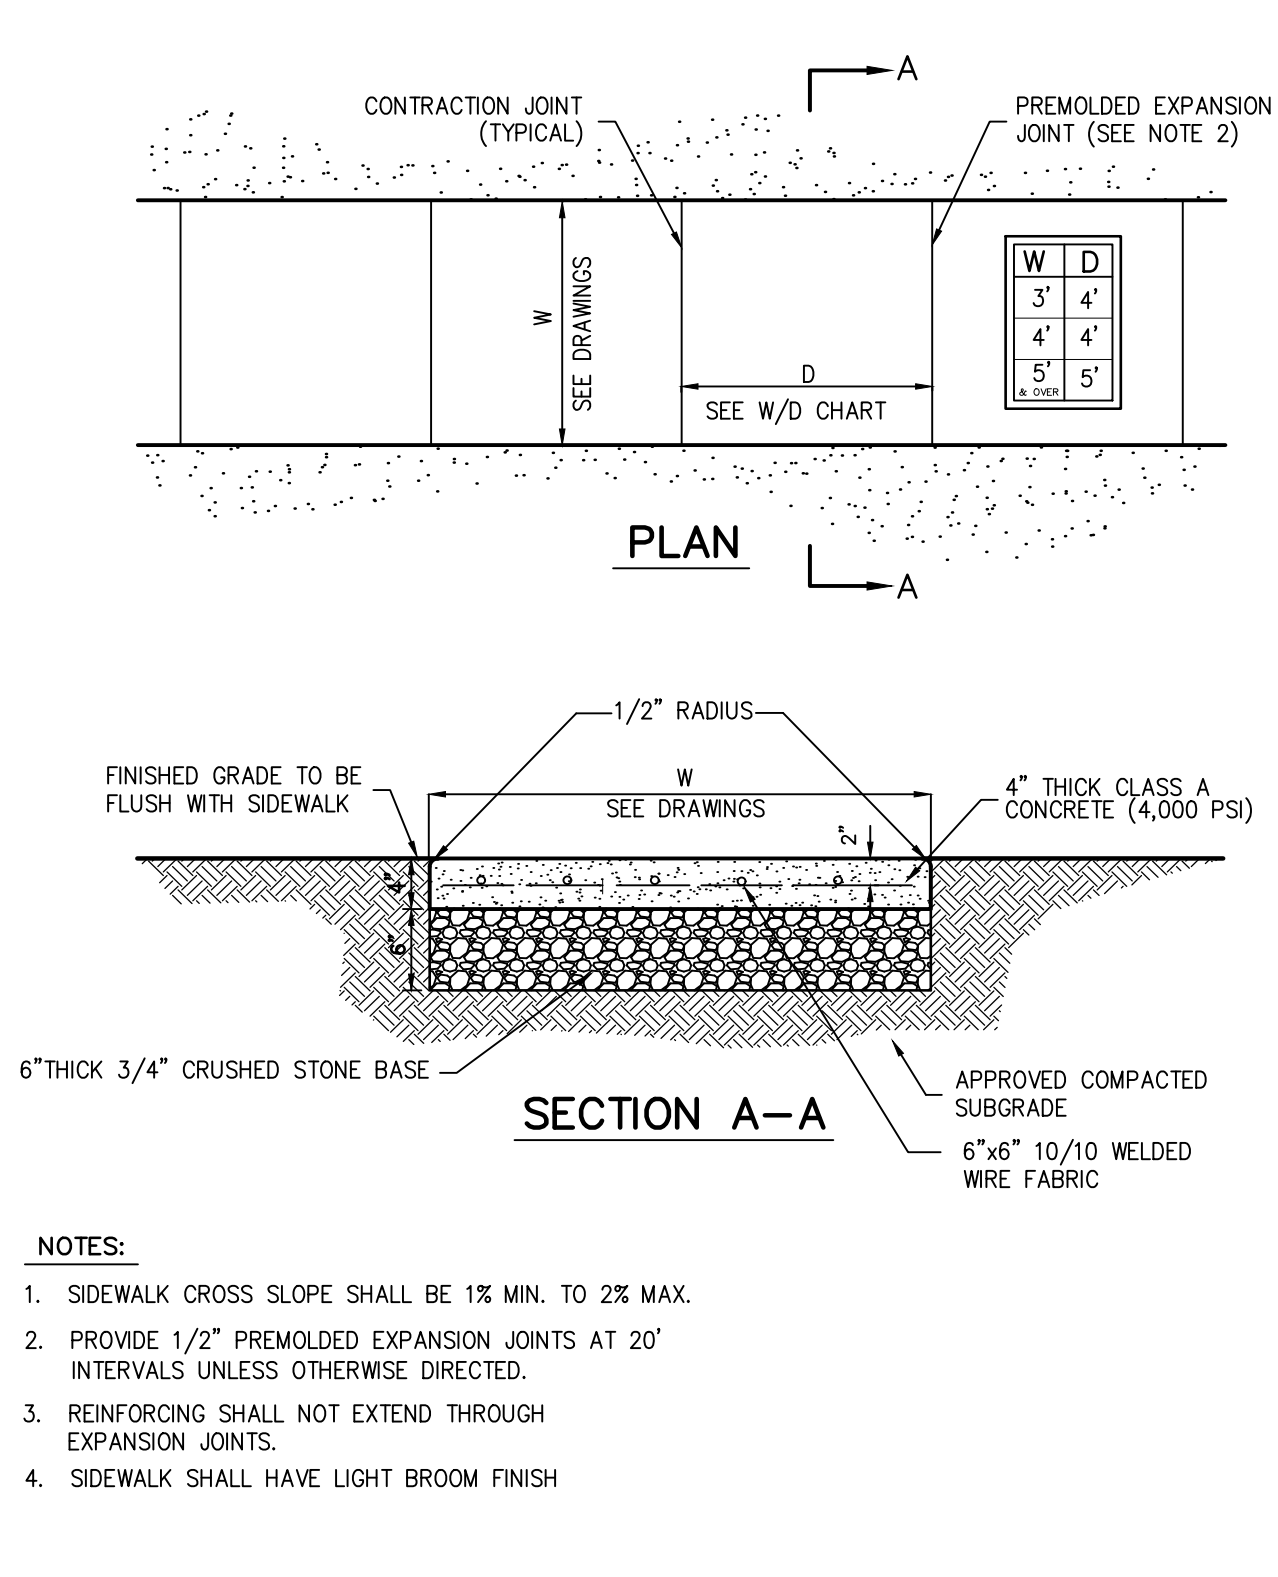 A
CONTRACTION JOINT
(TYPICAL)
PREMOLDED EXPANSION
JOINT (SEE NOTE 2)
W
SEE DRAWINGS
D
SEE W/D CHART
W D
3' 4'
4' 4'
5' 5'
& OVER
PLAN
A
1/2" RADIUS
FINISHED GRADE TO BE
FLUSH WITH SIDEWALK
W
SEE DRAWINGS
4" THICK CLASS A
CONCRETE (4,000 PSI)
2"
4"
6"
6"THICK 3/4" CRUSHED STONE BASE
APPROVED COMPACTED
SUBGRADE
SECTION A-A
6"x6" 10/10 WELDED
WIRE FABRIC
NOTES:
1. SIDEWALK CROSS SLOPE SHALL BE 1% MIN. TO 2% MAX.
2. PROVIDE 1/2" PREMOLDED EXPANSION JOINTS AT 20'
INTERVALS UNLESS OTHERWISE DIRECTED.
3. REINFORCING SHALL NOT EXTEND THROUGH
EXPANSION JOINTS.
4. SIDEWALK SHALL HAVE LIGHT BROOM FINISH